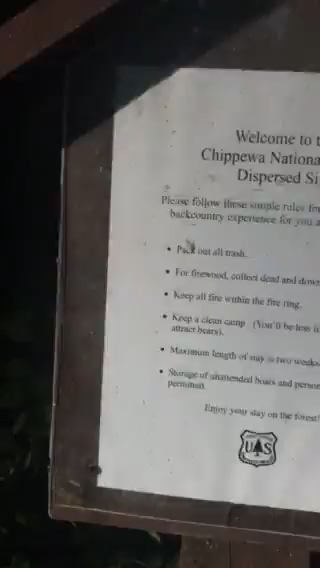 Welcome to t
Chippewa Nationa
Dispersed Si
Please follow these simple rules for
backcountry experience for you a
• Pack out all trash.
• For firewood, collect dead and down
• Keep all fire within the fire ring.
• Keep a clean camp (You'll be less
attract bears).
• Maximum length of stay is two weeks
• Storage of unattended boats and person
permitted.
Enjoy your stay on the forest!
U S